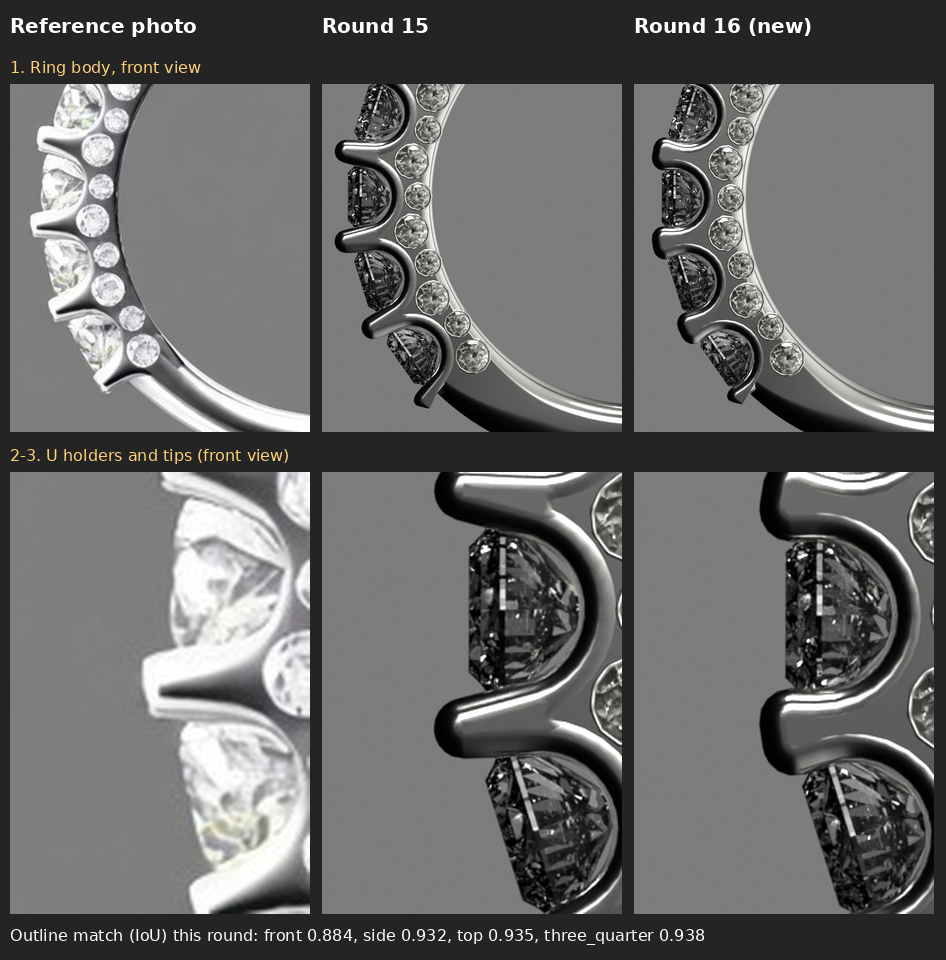 Reference photo
Round 15
Round 16 (new)
1. Ring body, front view
2-3. U holders and tips (front view)
Outline match (IoU) this round: front 0.884, side 0.932, top 0.935, three_quarter 0.938